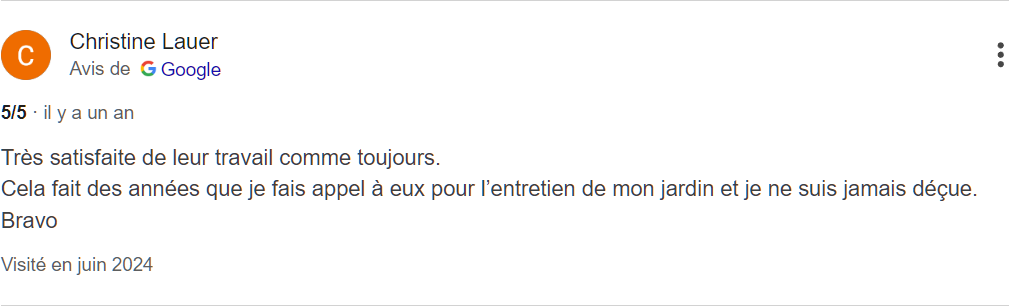 C
Christine Lauer
Avis de Google
5/5 · il y a un an
Très satisfaite de leur travail comme toujours.
Cela fait des années que je fais appel à eux pour l’entretien de mon jardin et je ne suis jamais déçue.
Bravo
Visité en juin 2024